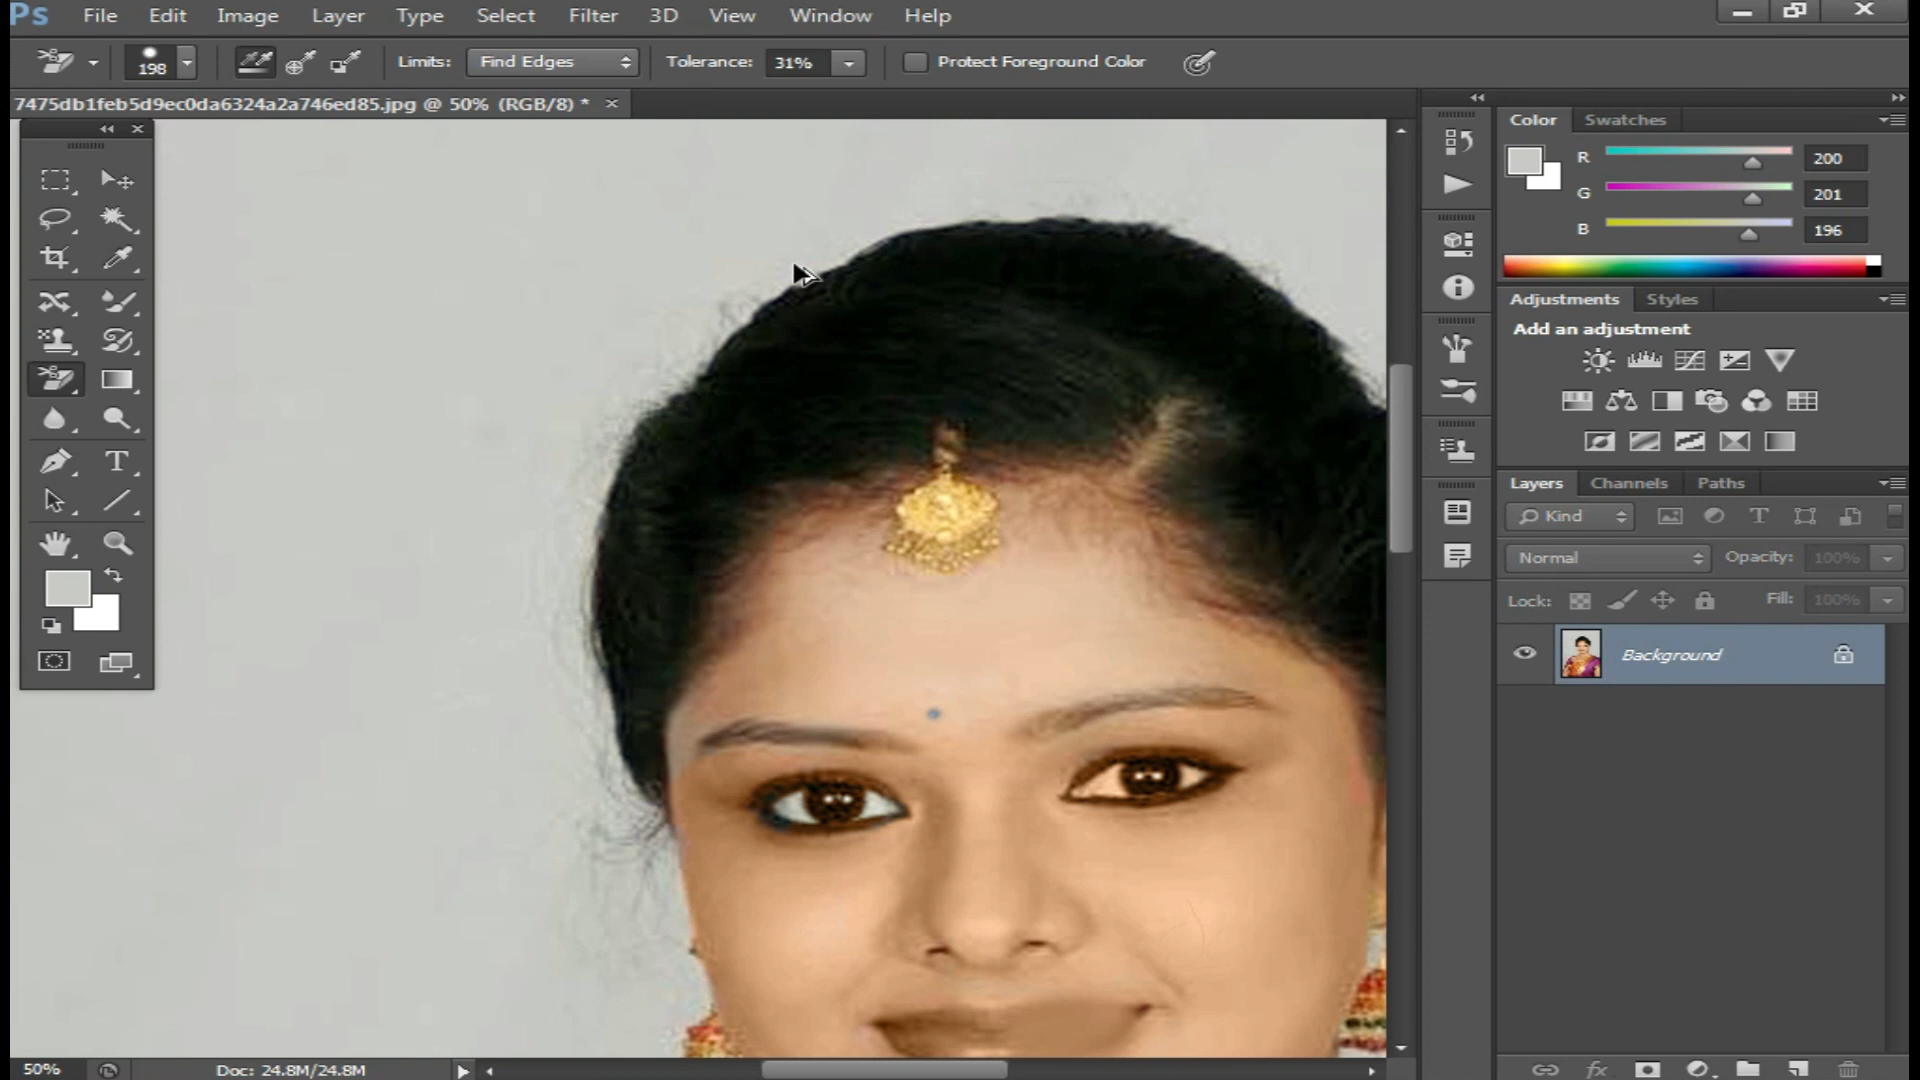 Ps File Edit Image Layer Type Select Filter 3D View Window Help
198 Limits: Find Edges Tolerance: 31% Protect Foreground Color
7475db1feb5d9ec0da6324a2a746ed85.jpg @ 50% (RGB/8) * ×
Color Swatches
R 200
G 201
B 196
Adjustments Styles
Add an adjustment
Layers Channels Paths
Kind
Normal Opacity: 100%
Lock: Fill: 100%
Background
50% Doc: 24.8M/24.8M